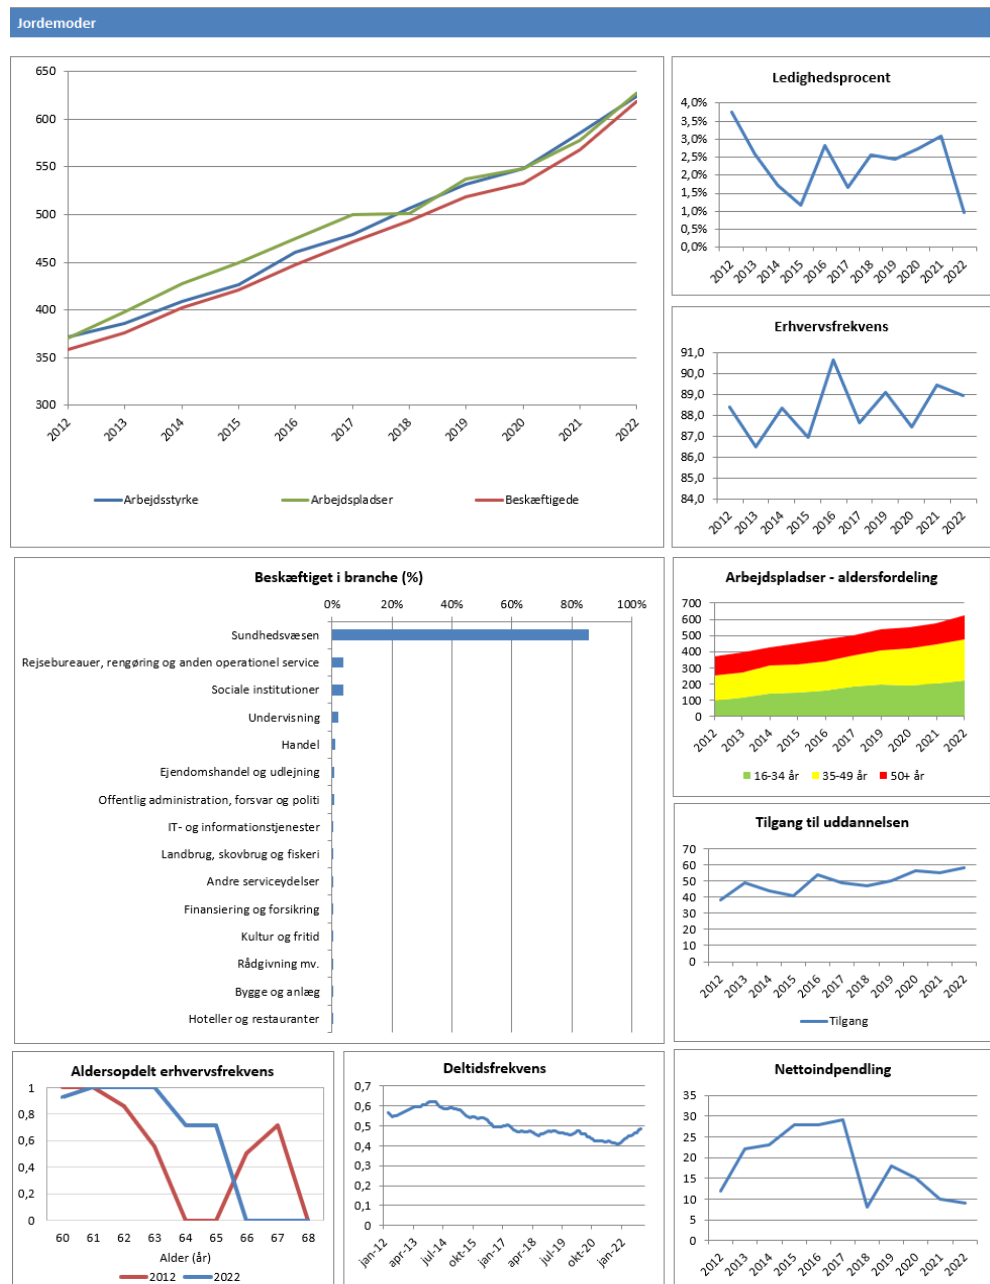 Jordemoder
650
600
550
500
450
400
350
300
2012 2013 2014 2015 2016 2017 2018 2019 2020 2021 2022
Arbejdsstyrke Arbejdspladser Beskæftigede
Ledighedsprocent
4,0%
3,5%
3,0%
2,5%
2,0%
1,5%
1,0%
0,5%
0,0%
2012 2013 2014 2015 2016 2017 2018 2019 2020 2021 2022
Erhvervsfrekvens
91,0
90,0
89,0
88,0
87,0
86,0
85,0
84,0
2012 2013 2014 2015 2016 2017 2018 2019 2020 2021 2022
Beskæftiget i branche (%)
0% 20% 40% 60% 80% 100%
Sundhedsvæsen
Rejsebureauer, rengøring og anden operationel service
Sociale institutioner
Undervisning
Handel
Ejendomshandel og udlejning
Offentlig administration, forsvar og politi
IT- og informationstjenester
Landbrug, skovbrug og fiskeri
Andre serviceydelser
Finansiering og forsikring
Kultur og fritid
Rådgivning mv.
Bygge og anlæg
Hoteller og restauranter
Arbejdspladser - aldersfordeling
700
600
500
400
300
200
100
0
2012 2013 2014 2015 2016 2017 2019 2020 2021 2022
16-34 år 35-49 år 50+ år
Tilgang til uddannelsen
70
60
50
40
30
20
10
0
2012 2013 2014 2015 2016 2017 2018 2019 2020 2021 2022
Tilgang
Aldersopdelt erhvervsfrekvens
1
0,8
0,6
0,4
0,2
0
60 61 62 63 64 65 66 67 68
Alder (år)
2012 2022
Deltidsfrekvens
0,7
0,6
0,5
0,4
0,3
0,2
0,1
0
jan-12 apr-13 jul-14 okt-15 jan-17 apr-18 jul-19 okt-20 jan-22
Nettoindpendling
35
30
25
20
15
10
5
0
2012 2013 2014 2015 2016 2017 2018 2019 2020 2021 2022